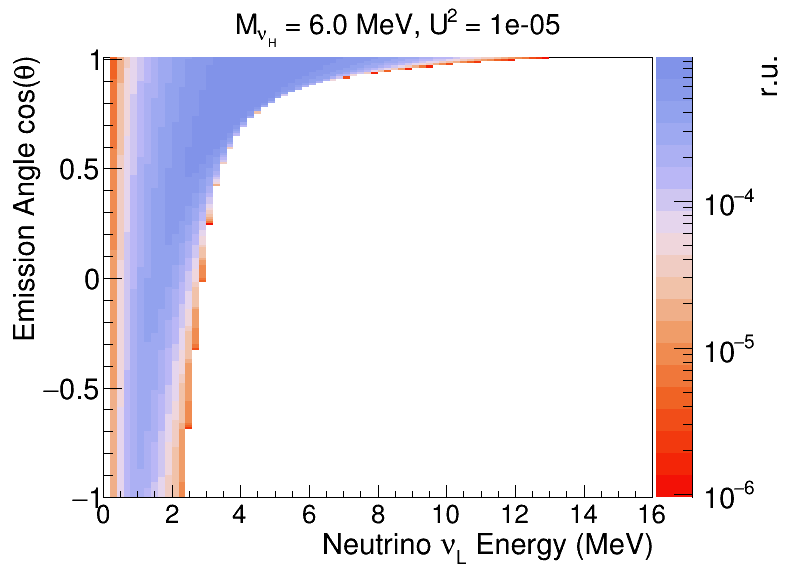 M_{ν_H} = 6.0 MeV, U² = 1e-05
r.u.
Emission Angle cos(θ)
1
0.5
0
−0.5
−1
10⁻⁴
10⁻⁵
10⁻⁶
0 2 4 6 8 10 12 14 16
Neutrino ν_L Energy (MeV)